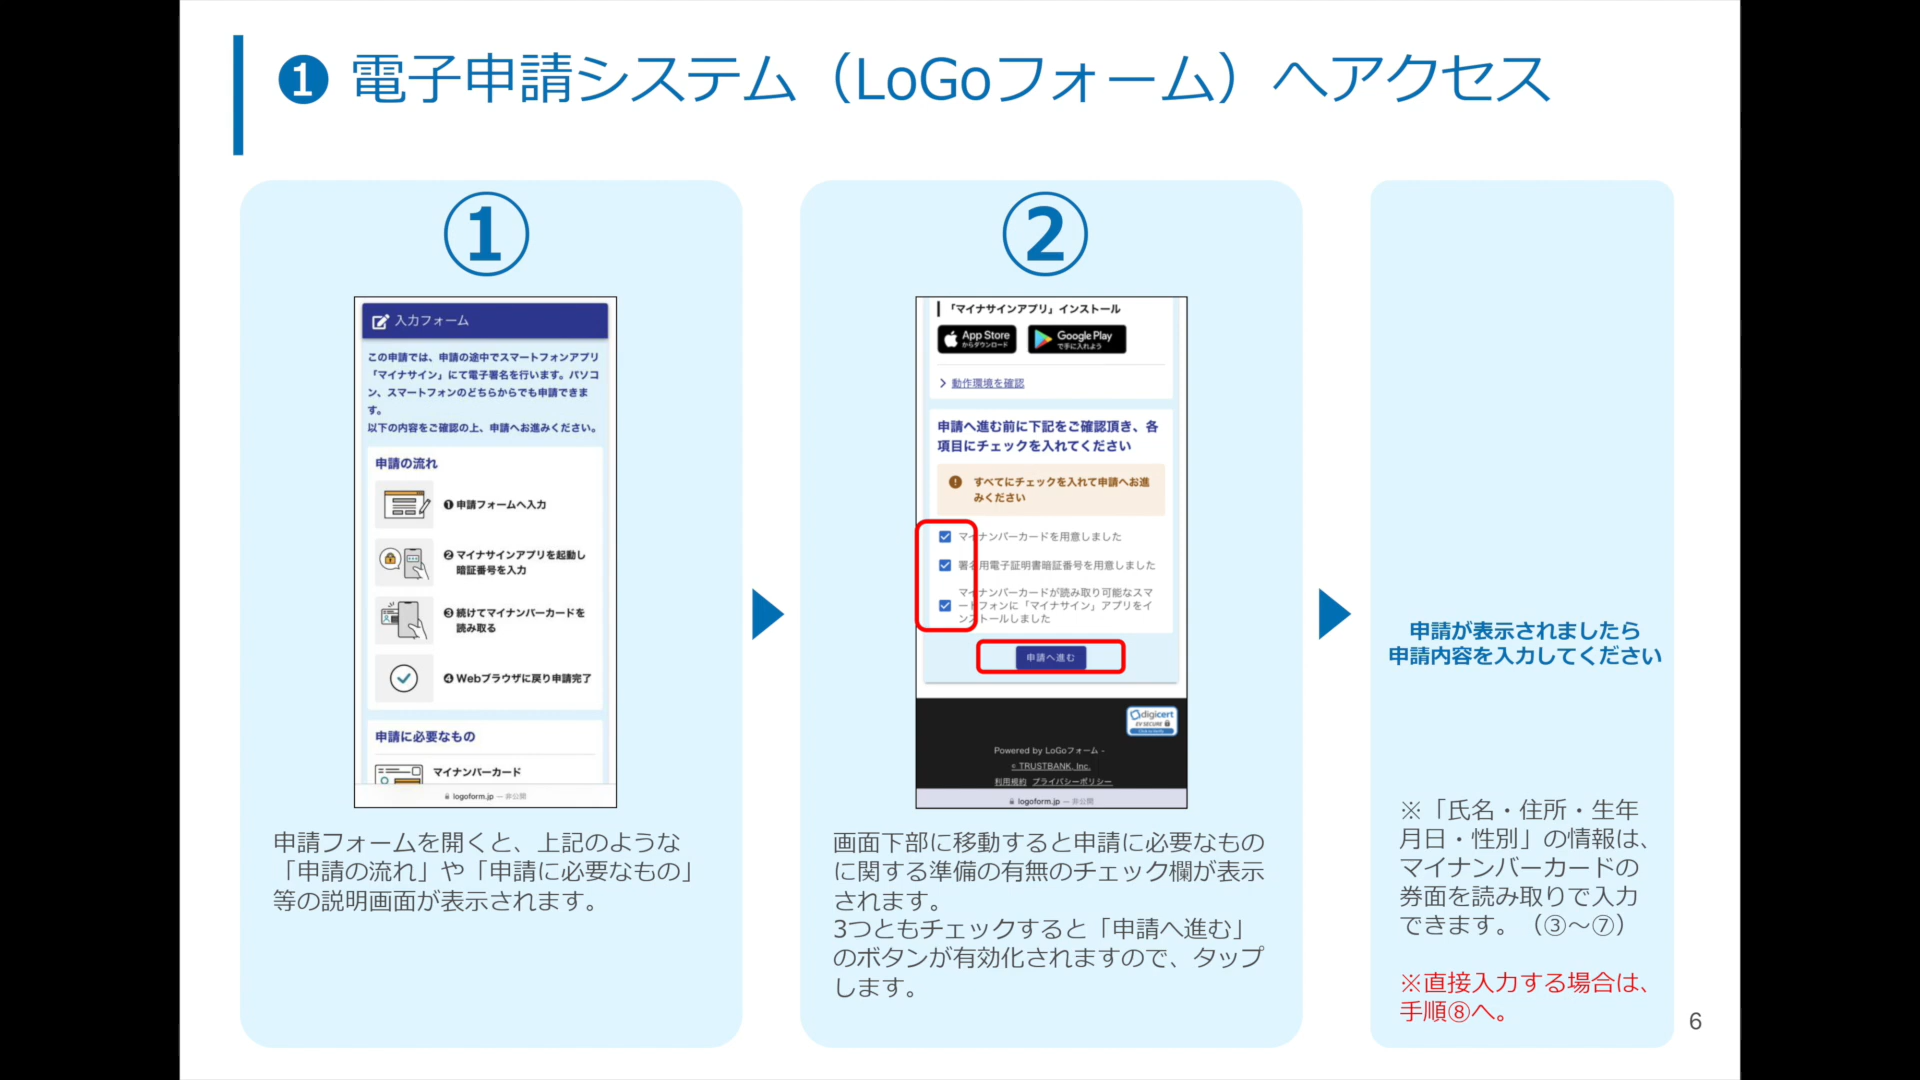 ❶ 電子申請システム（LoGoフォーム）へアクセス
①
入力フォーム
この申請では、申請の途中でスマートフォンアプリ
「マイナサイン」にて電子署名を行います。パソコ
ン、スマートフォンのどちらからでも申請できま
す。
以下の内容をご確認の上、申請へお進みください。
申請の流れ
❶ 申請フォームへ入力
❷ マイナサインアプリを起動し
暗証番号を入力
❸ 続けてマイナンバーカードを
読み取る
❹ Webブラウザに戻り申請完了
申請に必要なもの
マイナンバーカード
logoform.jp — 非公開
申請フォームを開くと、上記のような
「申請の流れ」や「申請に必要なもの」
等の説明画面が表示されます。
②
「マイナサインアプリ」インストール
App Store
からダウンロード
Google Play
で手に入れよう
動作環境を確認
申請へ進む前に下記をご確認頂き、各
項目にチェックを入れてください
すべてにチェックを入れて申請へお進
みください
マイナンバーカードを用意しました
署名用電子証明書暗証番号を用意しました
マイナンバーカードが読み取り可能なスマ
ートフォンに「マイナサイン」アプリをイ
ンストールしました
申請へ進む
digicert
EV SECURE
Powered by LoGoフォーム -
c TRUSTBANK, Inc.
利用規約 プライバシーポリシー
logoform.jp — 非公開
画面下部に移動すると申請に必要なもの
に関する準備の有無のチェック欄が表示
されます。
3つともチェックすると「申請へ進む」
のボタンが有効化されますので、タップ
します。
申請が表示されましたら
申請内容を入力してください
※「氏名・住所・生年
月日・性別」の情報は、
マイナンバーカードの
券面を読み取りで入力
できます。（③～⑦）
※直接入力する場合は、
手順⑧へ。
6